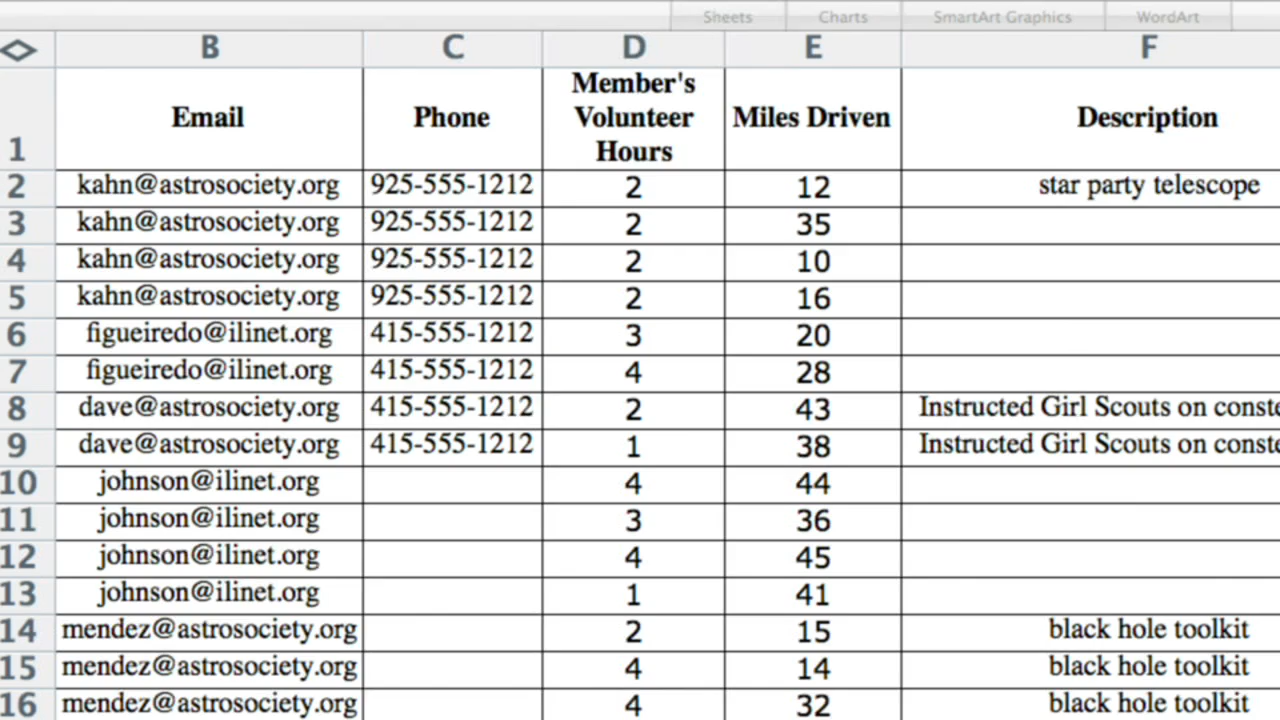 Sheets Charts SmartArt Graphics WordArt
B C D E F
1 Email Phone Member's Volunteer Hours Miles Driven Description
2 kahn@astrosociety.org 925-555-1212 2 12 star party telescope
3 kahn@astrosociety.org 925-555-1212 2 35
4 kahn@astrosociety.org 925-555-1212 2 10
5 kahn@astrosociety.org 925-555-1212 2 16
6 figueiredo@ilinet.org 415-555-1212 3 20
7 figueiredo@ilinet.org 415-555-1212 4 28
8 dave@astrosociety.org 415-555-1212 2 43 Instructed Girl Scouts on conste
9 dave@astrosociety.org 415-555-1212 1 38 Instructed Girl Scouts on conste
10 johnson@ilinet.org 4 44
11 johnson@ilinet.org 3 36
12 johnson@ilinet.org 4 45
13 johnson@ilinet.org 1 41
14 mendez@astrosociety.org 2 15 black hole toolkit
15 mendez@astrosociety.org 4 14 black hole toolkit
16 mendez@astrosociety.org 4 32 black hole toolkit